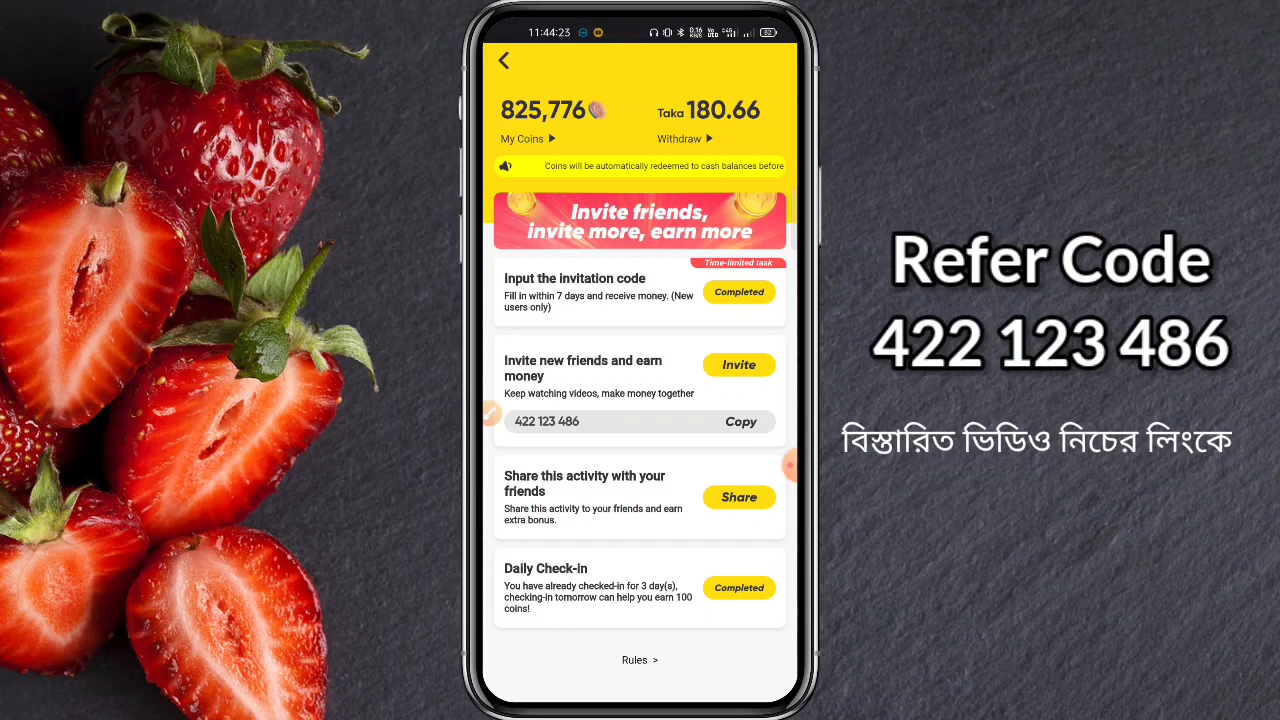 11:44:23
0.16
KB/S
82
825,776
Taka 180.66
My Coins
Withdraw
Coins will be automatically redeemed to cash balances before
Invite friends,
invite more, earn more
Time-limited task
Input the invitation code
Completed
Fill in within 7 days and receive money. (New
users only)
Invite new friends and earn
money
Invite
Keep watching videos, make money together
422 123 486
Copy
Share this activity with your
friends
Share
Share this activity to your friends and earn
extra bonus.
Daily Check-in
You have already checked-in for 3 day(s),
checking-in tomorrow can help you earn 100
coins!
Completed
Rules >
Refer Code
422 123 486
বিস্তারিত ভিডিও নিচের লিংকে